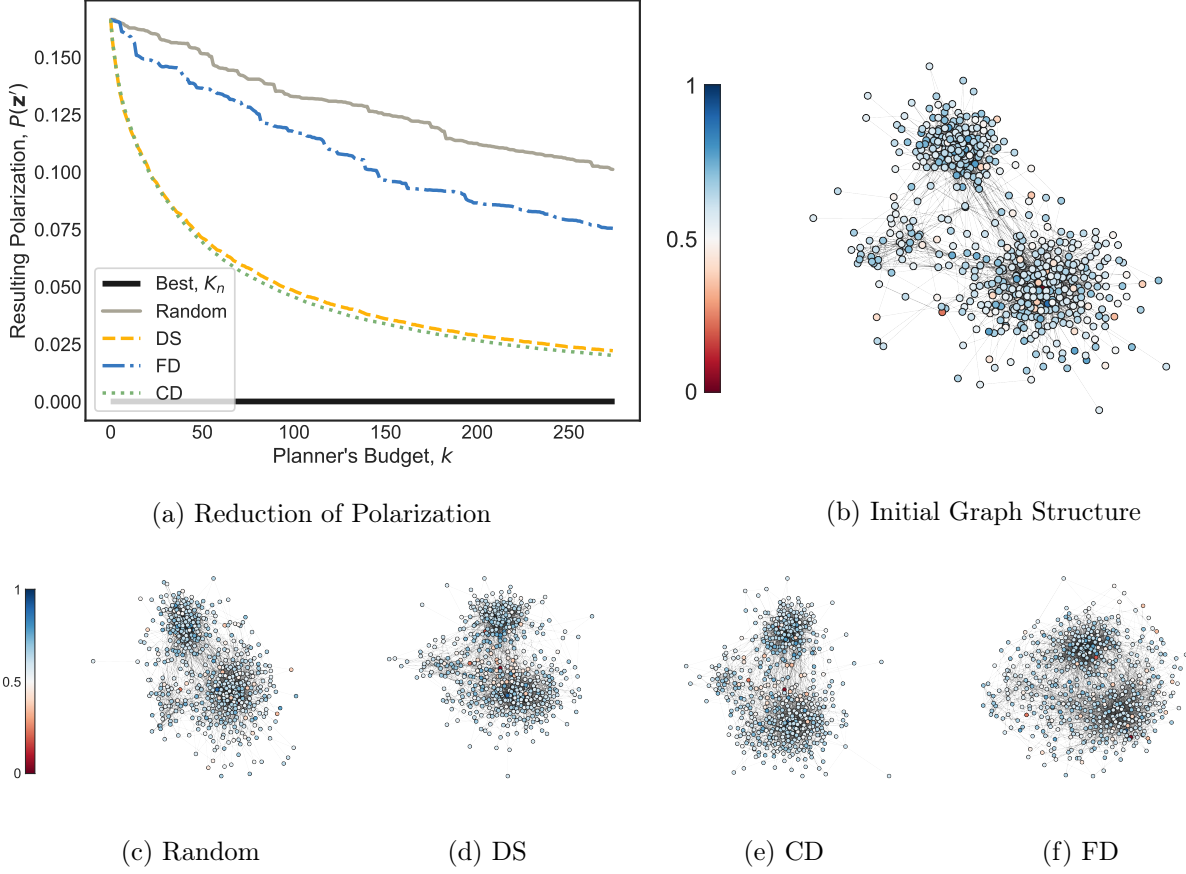 0.150
0.125
0.100
0.075
0.050
0.025
0.000
Resulting Polarization, P(z′)
Best, Kₙ
Random
DS
FD
CD
0 50 100 150 200 250
Planner's Budget, k
(a) Reduction of Polarization
1
0.5
0
(b) Initial Graph Structure
1
0.5
0
(c) Random
(d) DS
(e) CD
(f) FD